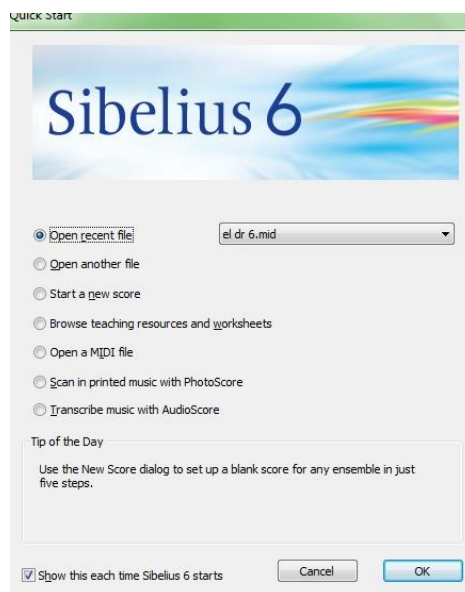 Quick Start
Sibelius 6
Open recent file
el dr 6.mid
Open another file
Start a new score
Browse teaching resources and worksheets
Open a MIDI file
Scan in printed music with PhotoScore
Transcribe music with AudioScore
Tip of the Day
Use the New Score dialog to set up a blank score for any ensemble in just
five steps.
Show this each time Sibelius 6 starts
Cancel
OK